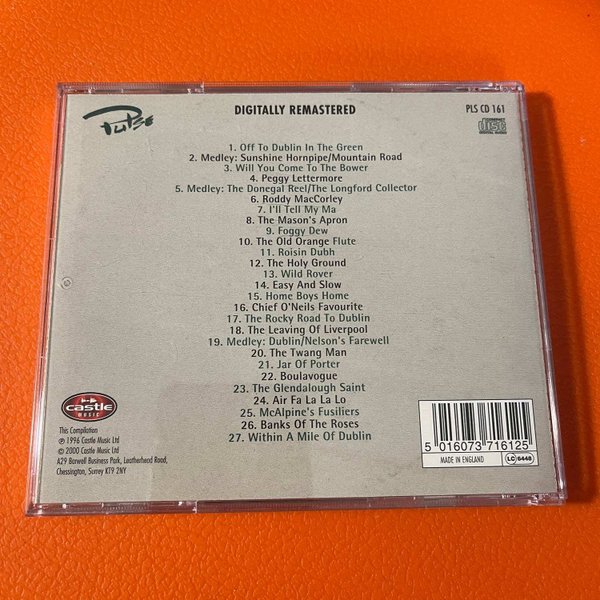 Pulse
DIGITALLY REMASTERED
PLS CD 161
COMPACT
disc
DIGITAL AUDIO
1. Off To Dublin In The Green
2. Medley: Sunshine Hornpipe/Mountain Road
3. Will You Come To The Bower
4. Peggy Lettermore
5. Medley: The Donegal Reel/The Longford Collector
6. Roddy MacCorley
7. I'll Tell My Ma
8. The Mason's Apron
9. Foggy Dew
10. The Old Orange Flute
11. Roisin Dubh
12. The Holy Ground
13. Wild Rover
14. Easy And Slow
15. Home Boys Home
16. Chief O'Neils Favourite
17. The Rocky Road To Dublin
18. The Leaving Of Liverpool
19. Medley: Dublin/Nelson's Farewell
20. The Twang Man
21. Jar Of Porter
22. Boulavogue
23. The Glendalough Saint
24. Air Fa La La Lo
25. McAlpine's Fusiliers
26. Banks Of The Roses
27. Within A Mile Of Dublin
castle
MUSIC
This Compilation
℗ 1996 Castle Music Ltd
© 2000 Castle Music Ltd
A29 Barwell Business Park, Leatherhead Road,
Chessington, Surrey KT9 2NY
5 016073 716125
MADE IN ENGLAND
LC 6448